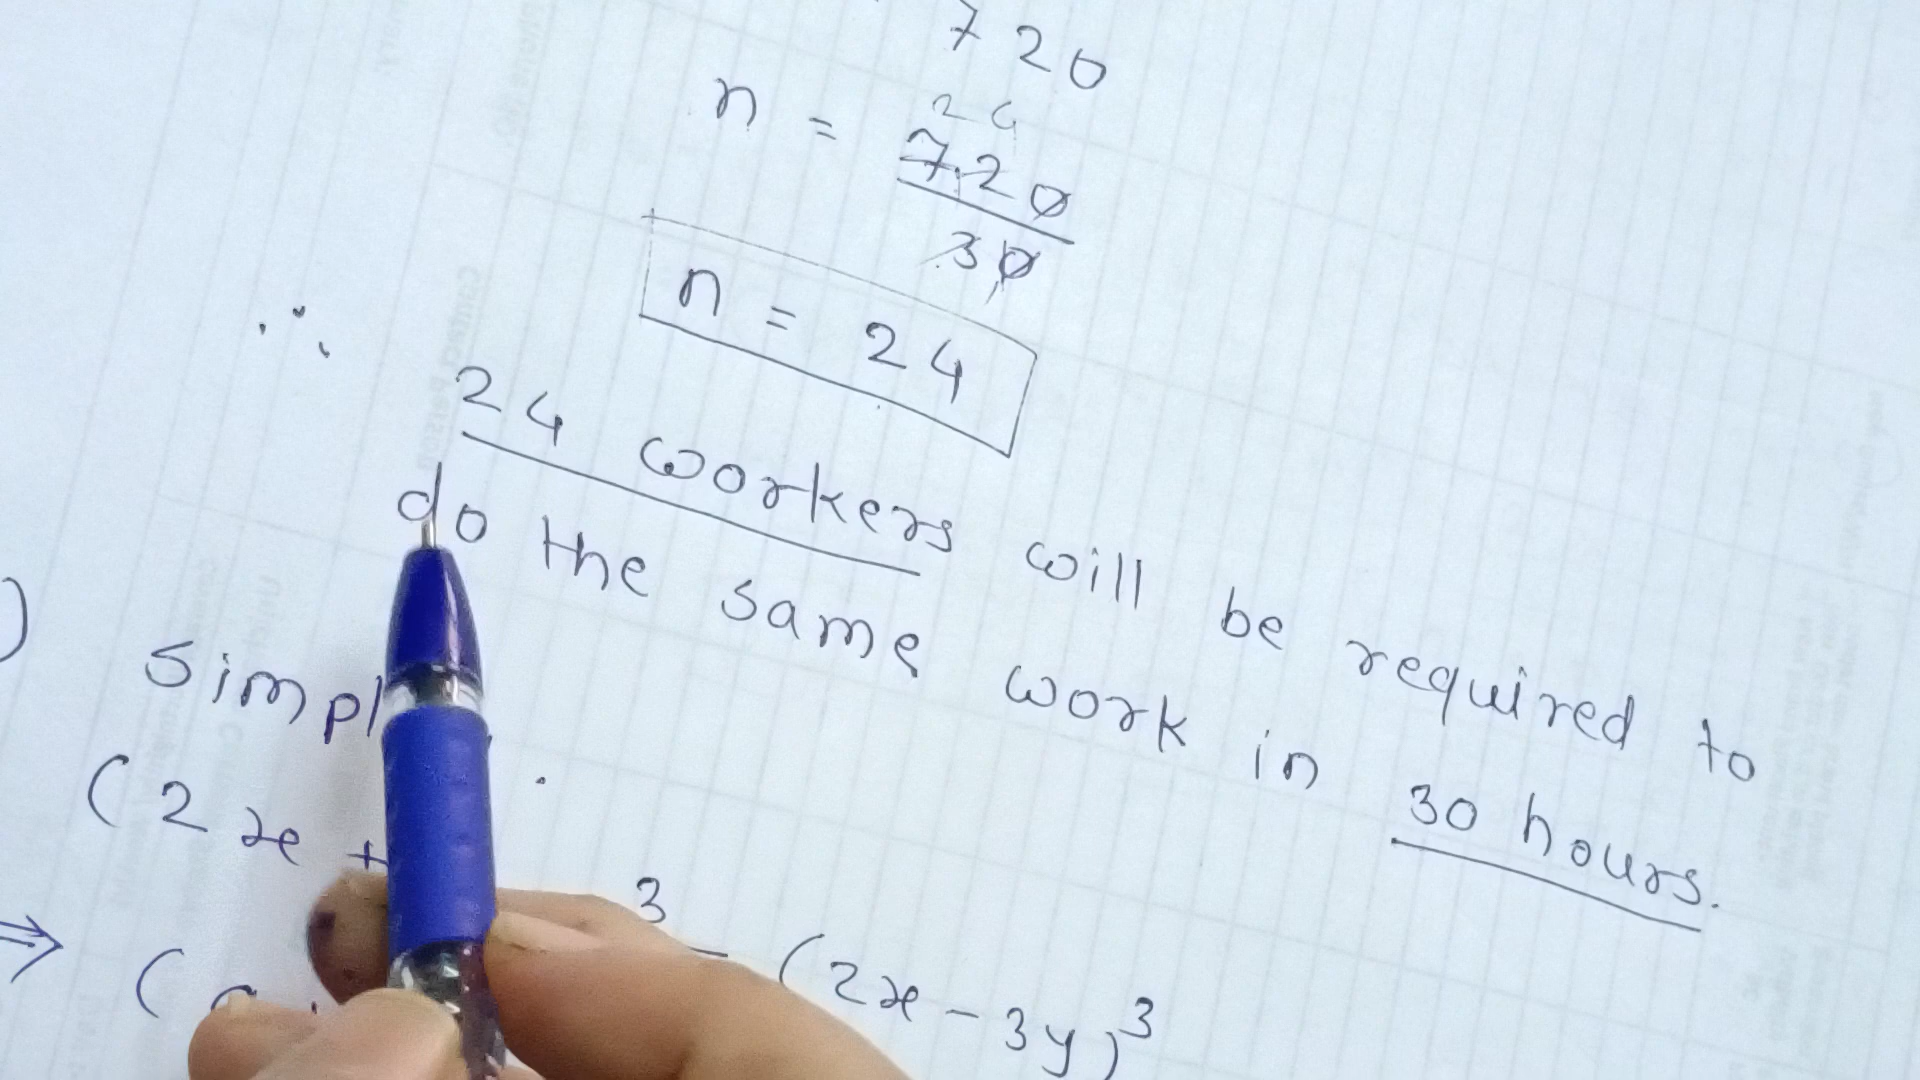 720
24
n = 720
30
n = 24
∴ 24 workers will be required to
do the same work in 30 hours.
)
(2x + 3 - (2x - 3y)3
⇒ (